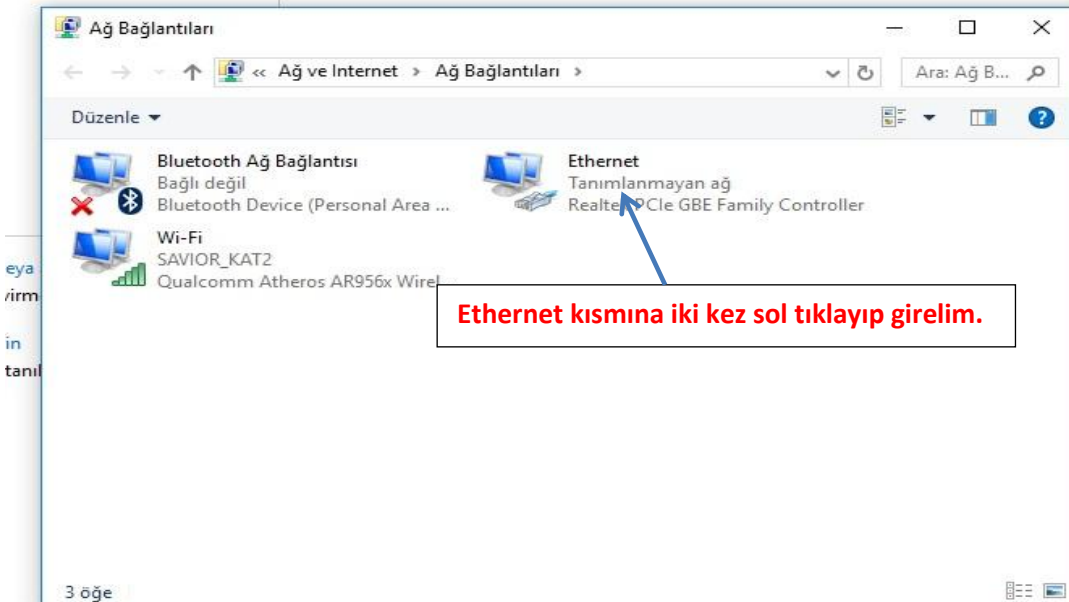 Ağ Bağlantıları
« Ağ ve Internet › Ağ Bağlantıları ›
Ara: Ağ B...
Düzenle
Bluetooth Ağ Bağlantısı
Bağlı değil
Bluetooth Device (Personal Area ...
Ethernet
Tanımlanmayan ağ
Realtek PCIe GBE Family Controller
Wi-Fi
SAVIOR_KAT2
Qualcomm Atheros AR956x Wirel
Ethernet kısmına iki kez sol tıklayıp girelim.
eya
in
3 öğe